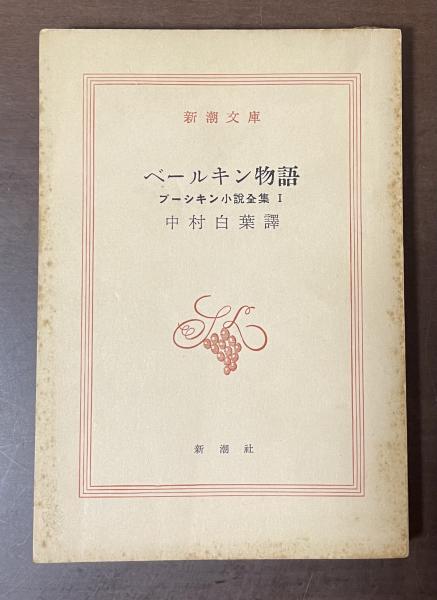 新潮文庫
ベールキン物語
プーシキン小說全集 I
中村白葉譯
新潮社